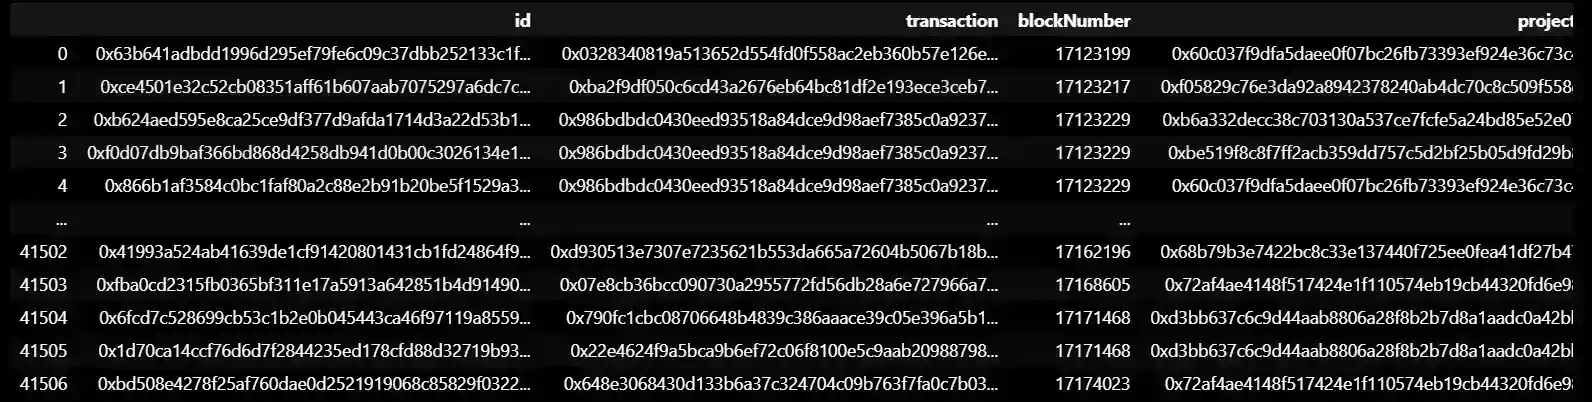 id transaction blockNumber project
0 0x63b641adbdd1996d295ef79fe6c09c37dbb252133c1f... 0x0328340819a513652d554fd0f558ac2eb360b57e126e... 17123199 0x60c037f9dfa5daee0f07bc26fb73393ef924e36c73c4
1 0xce4501e32c52cb08351aff61b607aab7075297a6dc7c... 0xba2f9df050c6cd43a2676eb64bc81df2e193ece3ceb7... 17123217 0xf05829c76e3da92a8942378240ab4dc70c8c509f558
2 0xb624aed595e8ca25ce9df377d9afda1714d3a22d53b1... 0x986bdbdc0430eed93518a84dce9d98aef7385c0a9237... 17123229 0xb6a332decc38c703130a537ce7fcfe5a24bd85e52e0
3 0xf0d07db9baf366bd868d4258db941d0b00c3026134e1... 0x986bdbdc0430eed93518a84dce9d98aef7385c0a9237... 17123229 0xbe519f8c8f7ff2acb359dd757c5d2bf25b05d9fd29b
4 0x866b1af3584c0bc1faf80a2c88e2b91b20be5f1529a3... 0x986bdbdc0430eed93518a84dce9d98aef7385c0a9237... 17123229 0x60c037f9dfa5daee0f07bc26fb73393ef924e36c73c4
... ... ... ...
41502 0x41993a524ab41639de1cf91420801431cb1fd24864f9... 0xd930513e7307e7235621b553da665a72604b5067b18b... 17162196 0x68b79b3e7422bc8c33e137440f725ee0fea41df27b4
41503 0xfba0cd2315fb0365bf311e17a5913a642851b4d91490... 0x07e8cb36bcc090730a2955772fd56db28a6e727966a7... 17168605 0x72af4ae4148f517424e1f110574eb19cb44320fd6e9
41504 0x6fcd7c528699cb53c1b2e0b045443ca46f97119a8559... 0x790fc1cbc08706648b4839c386aaace39c05e396a5b1... 17171468 0xd3bb637c6c9d44aab8806a28f8b2b7d8a1aadc0a42b
41505 0x1d70ca14ccf76d6d7f2844235ed178cfd88d32719b93... 0x22e4624f9a5bca9b6ef72c06f8100e5c9aab20988798... 17171468 0xd3bb637c6c9d44aab8806a28f8b2b7d8a1aadc0a42b
41506 0xbd508e4278f25af760dae0d2521919068c85829f0322... 0x648e3068430d133b6a37c324704c09b763f7fa0c7b03... 17174023 0x72af4ae4148f517424e1f110574eb19cb44320fd6e9